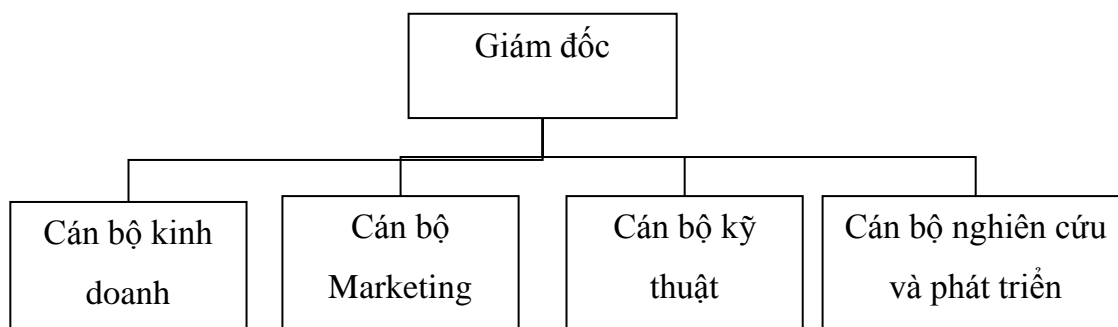 Giám đốc
Cán bộ kinh
doanh
Cán bộ
Marketing
Cán bộ kỹ
thuật
Cán bộ nghiên cứu
và phát triển